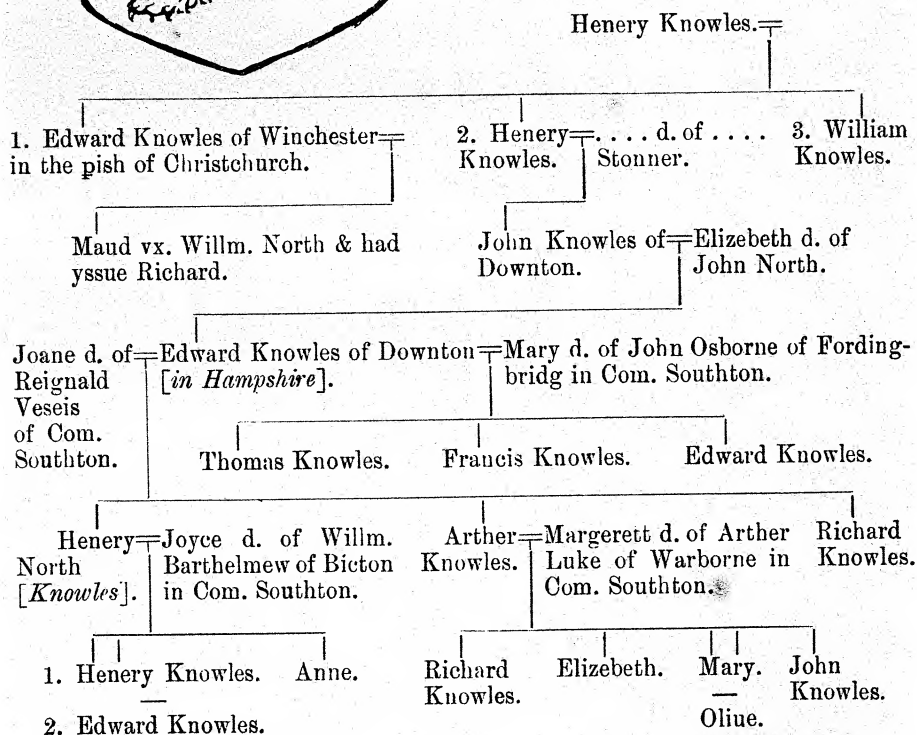 Henery Knowles.
1. Edward Knowles of Winchester
in the pish of Christchurch.
2. Henery
Knowles.
. . . . d. of . . . .
Stonner.
3. William
Knowles.
Maud vx. Willm. North & had
yssue Richard.
John Knowles of
Downton.
Elizebeth d. of
John North.
Joane d. of
Reignald
Veseis
of Com.
Southton.
Edward Knowles of Downton
[in Hampshire].
Mary d. of John Osborne of Fording-
bridg in Com. Southton.
Thomas Knowles.
Francis Knowles.
Edward Knowles.
Henery
North
[Knowles].
Joyce d. of Willm.
Barthelmew of Bicton
in Com. Southton.
Arther
Knowles.
Margerett d. of Arther
Luke of Warborne in
Com. Southton.
Richard
Knowles.
1. Henery Knowles.
2. Edward Knowles.
Anne.
Richard
Knowles.
Elizebeth.
Mary.
Oliue.
John
Knowles.